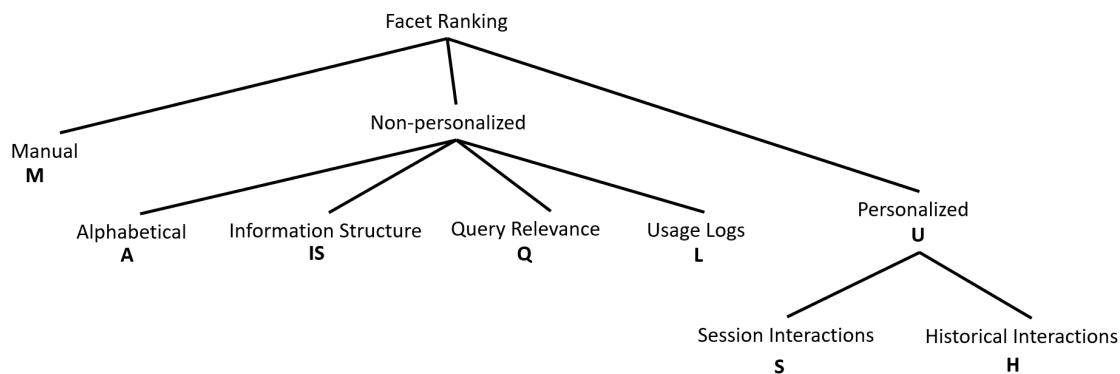 Facet Ranking
Non-personalized
Manual
M
Alphabetical
A
Information Structure
IS
Query Relevance
Q
Usage Logs
L
Personalized
U
Session Interactions
S
Historical Interactions
H